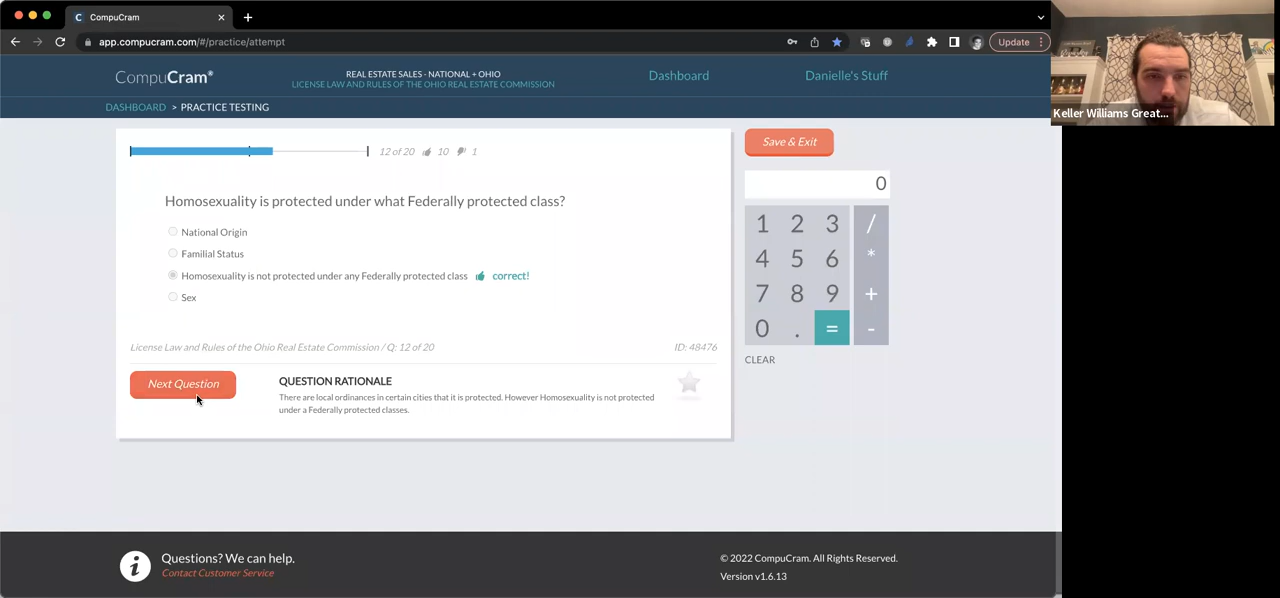 CompuCram
app.compucram.com/#/practice/attempt
Update
CompuCram®
REAL ESTATE SALES - NATIONAL + OHIO
LICENSE LAW AND RULES OF THE OHIO REAL ESTATE COMMISSION
Dashboard
Danielle's Stuff
DASHBOARD > PRACTICE TESTING
Keller Williams Great...
12 of 20 10 1
Save & Exit
0
Homosexuality is protected under what Federally protected class?
National Origin
Familial Status
Homosexuality is not protected under any Federally protected class correct!
Sex
1 2 3 /
4 5 6 *
7 8 9 +
0 . = -
CLEAR
License Law and Rules of the Ohio Real Estate Commission / Q: 12 of 20
ID: 48476
Next Question
QUESTION RATIONALE
There are local ordinances in certain cities that it is protected. However Homosexuality is not protected
under a Federally protected classes.
Questions? We can help.
Contact Customer Service
© 2022 CompuCram. All Rights Reserved.
Version v1.6.13